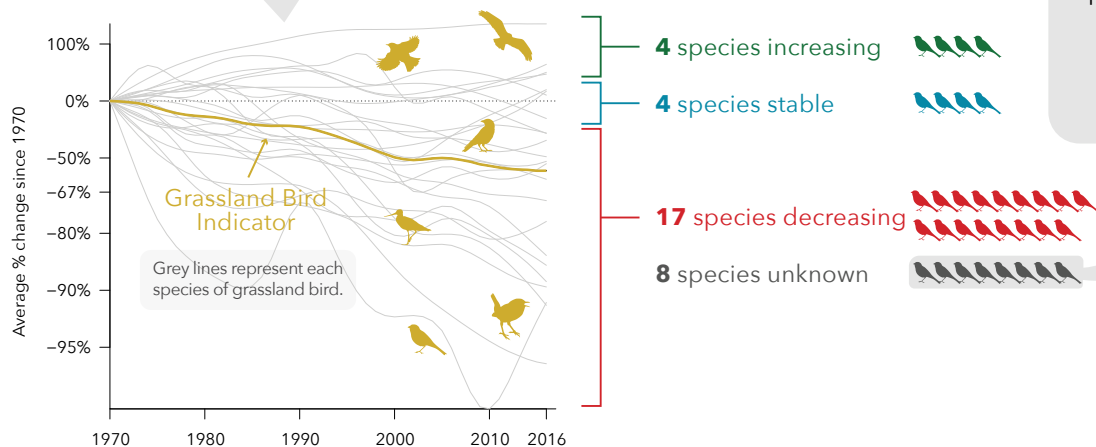 Average % change since 1970
100%
0%
−50%
−67%
−80%
−90%
−95%
1970
1980
1990
2000
2010
2016
Grassland Bird
Indicator
Grey lines represent each
species of grassland bird.
4 species increasing
4 species stable
17 species decreasing
8 species unknown